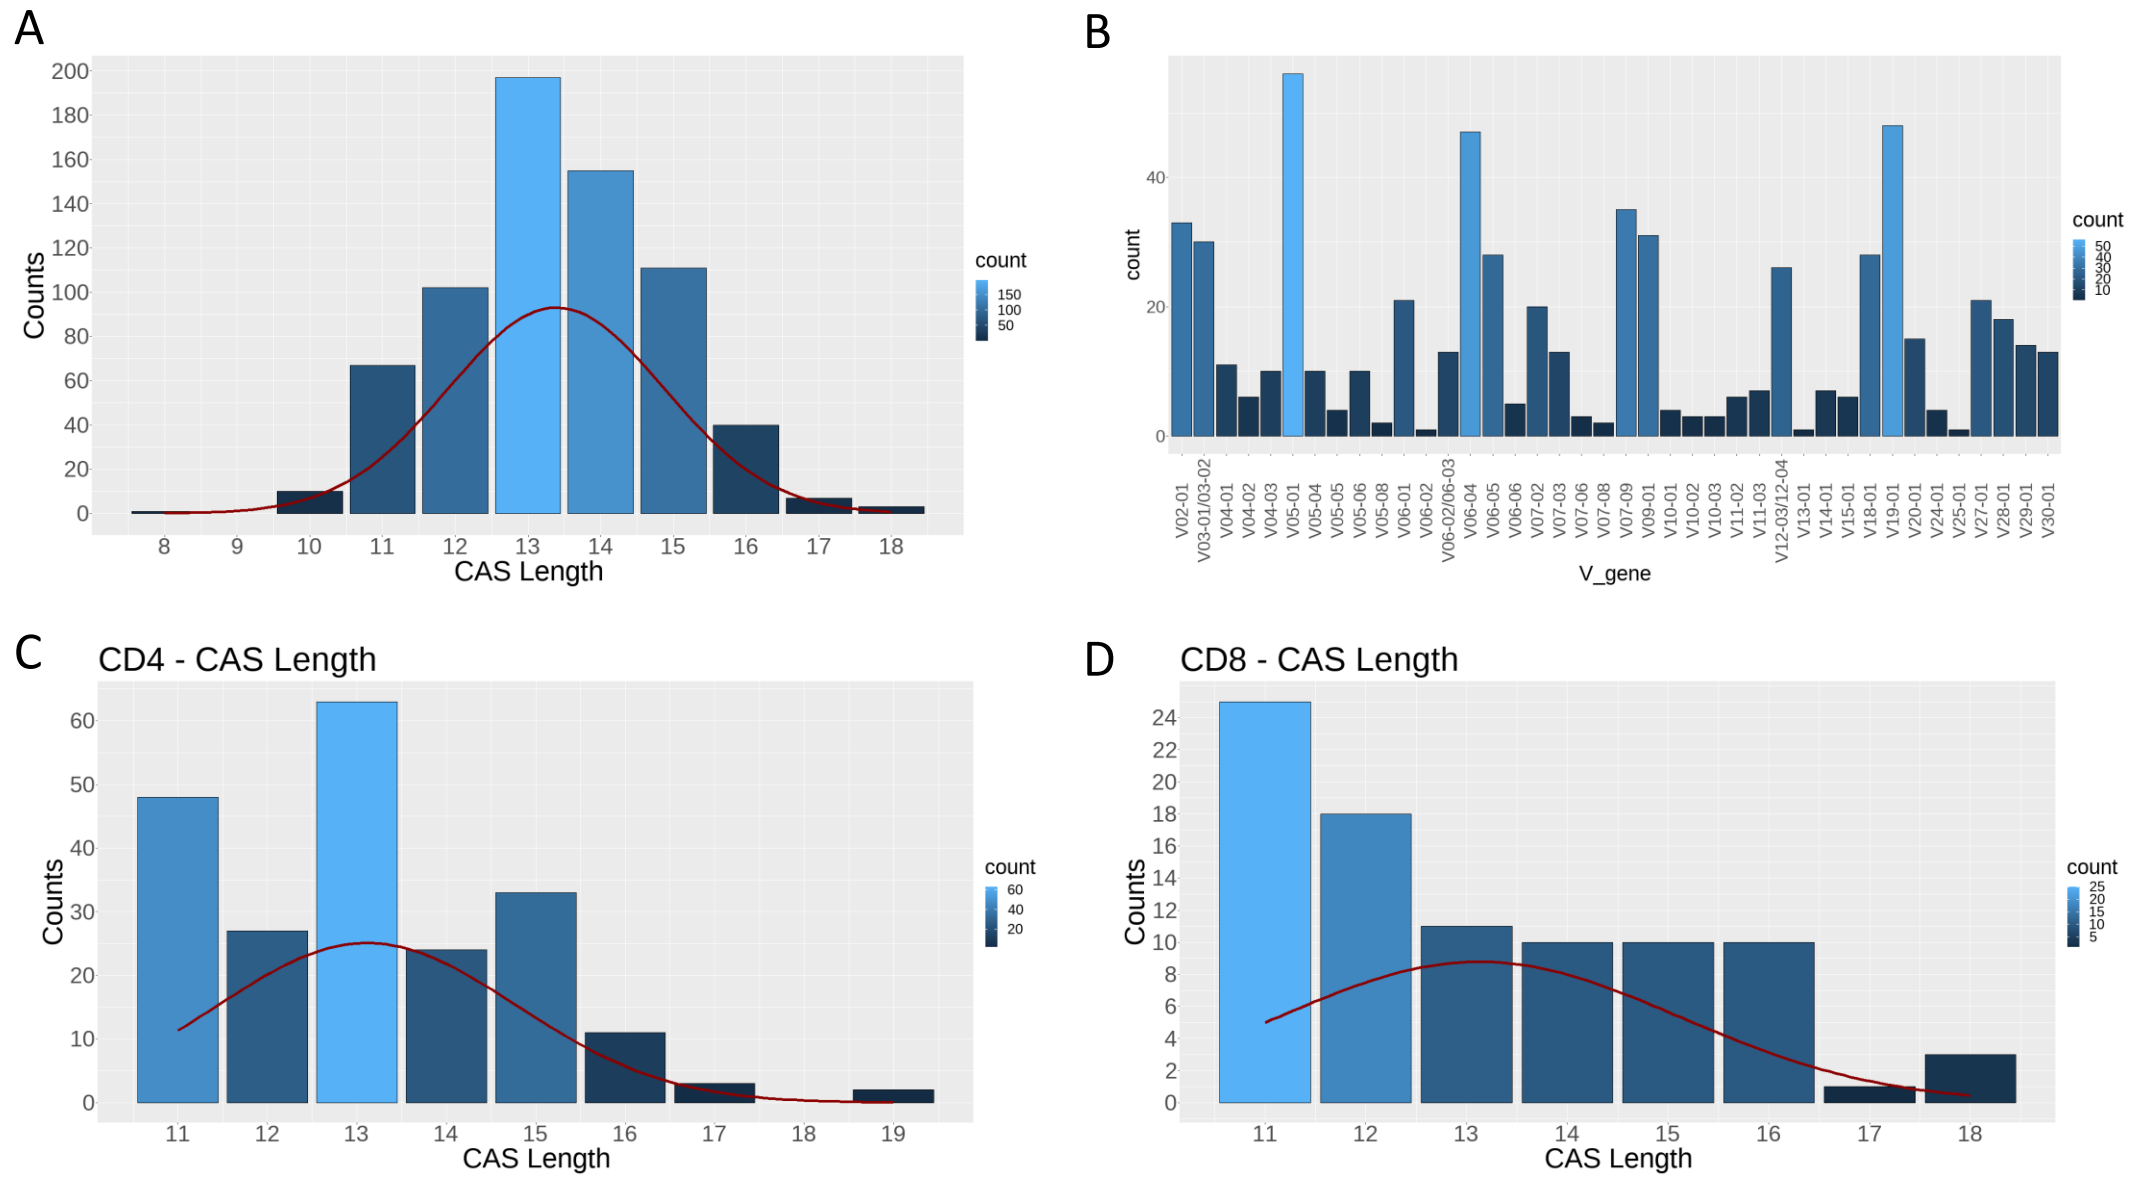 A
200
180
160
140
120
100
80
60
40
20
0
Counts
8 9 10 11 12 13 14 15 16 17 18
CAS Length
count
150
100
50
B
40
20
0
count
V02-01
V03-01/03-02
V04-01
V04-02
V04-03
V05-01
V05-04
V05-05
V05-06
V05-08
V06-01
V06-02
V06-02/06-03
V06-04
V06-05
V06-06
V07-02
V07-03
V07-06
V07-08
V07-09
V09-01
V10-01
V10-02
V10-03
V11-02
V11-03
V12-03/12-04
V13-01
V14-01
V15-01
V18-01
V19-01
V20-01
V24-01
V25-01
V27-01
V28-01
V29-01
V30-01
V_gene
count
50
40
30
20
10
C
CD4 - CAS Length
60
50
40
30
20
10
0
Counts
11 12 13 14 15 16 17 18 19
CAS Length
count
60
40
20
D
CD8 - CAS Length
24
22
20
18
16
14
12
10
8
6
4
2
0
Counts
11 12 13 14 15 16 17 18
CAS Length
count
25
20
15
10
5